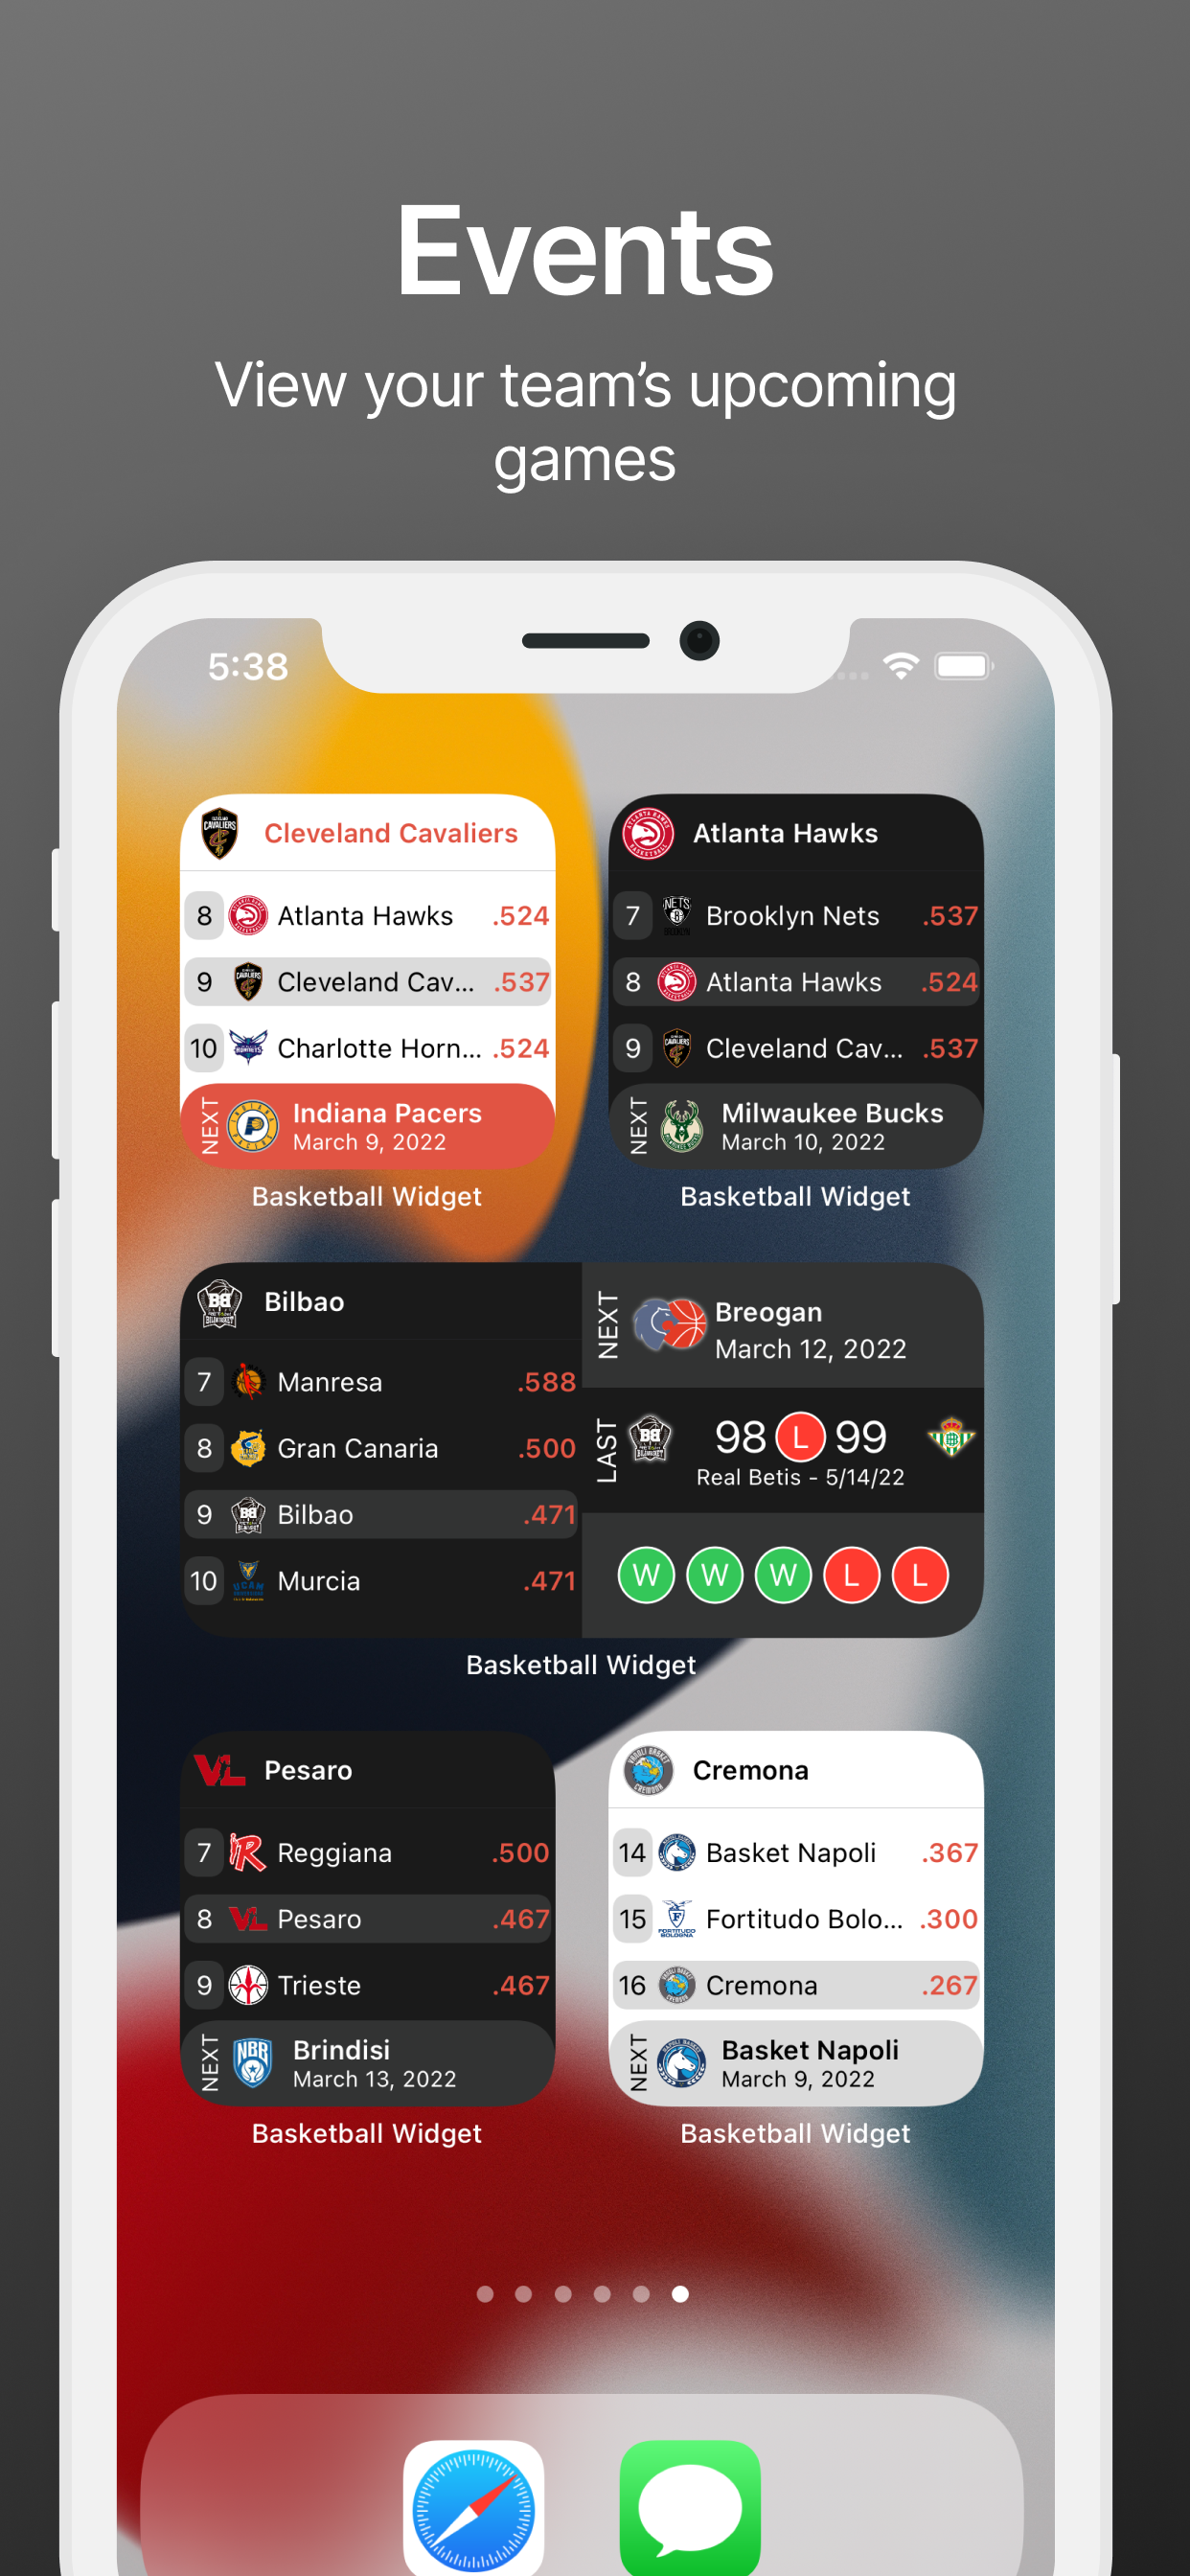 Events
View your team’s upcoming
games
5:38
Cleveland Cavaliers
8 Atlanta Hawks .524
9 Cleveland Cav... .537
10 Charlotte Horn... .524
NEXT Indiana Pacers
March 9, 2022
Basketball Widget
Atlanta Hawks
7 Brooklyn Nets .537
8 Atlanta Hawks .524
9 Cleveland Cav... .537
NEXT Milwaukee Bucks
March 10, 2022
Basketball Widget
Bilbao
7 Manresa .588
8 Gran Canaria .500
9 Bilbao .471
10 Murcia .471
NEXT Breogan
March 12, 2022
LAST 98 L 99
Real Betis - 5/14/22
W W W L L
Basketball Widget
Pesaro
7 Reggiana .500
8 Pesaro .467
9 Trieste .467
NEXT Brindisi
March 13, 2022
Basketball Widget
Cremona
14 Basket Napoli .367
15 Fortitudo Bolo... .300
16 Cremona .267
NEXT Basket Napoli
March 9, 2022
Basketball Widget